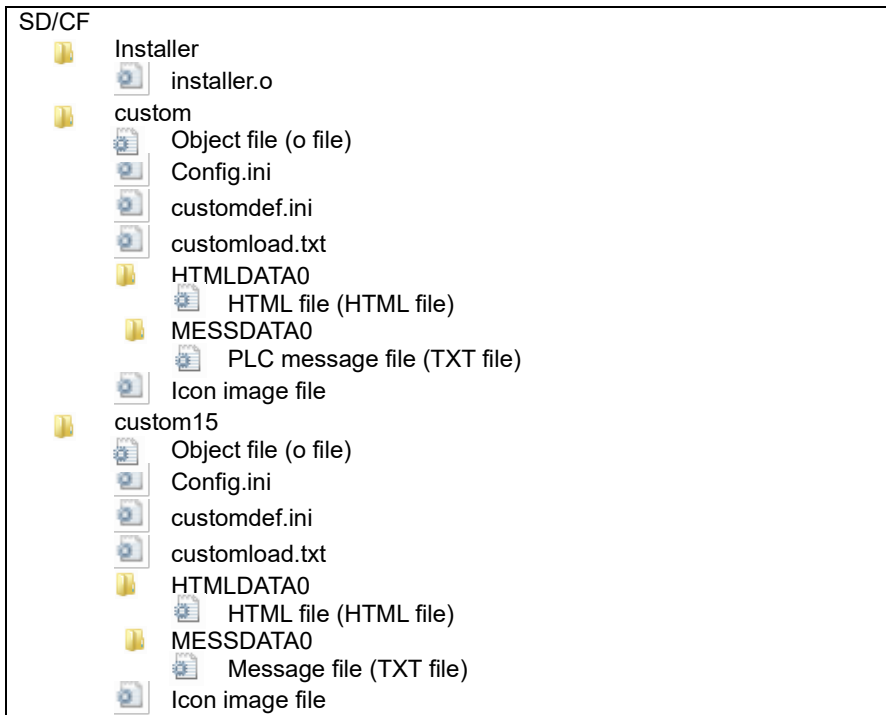 SD/CF
Installer
installer.o
custom
Object file (o file)
Config.ini
customdef.ini
customload.txt
HTMLDATA0
HTML file (HTML file)
MESSDATA0
PLC message file (TXT file)
Icon image file
custom15
Object file (o file)
Config.ini
customdef.ini
customload.txt
HTMLDATA0
HTML file (HTML file)
MESSDATA0
Message file (TXT file)
Icon image file